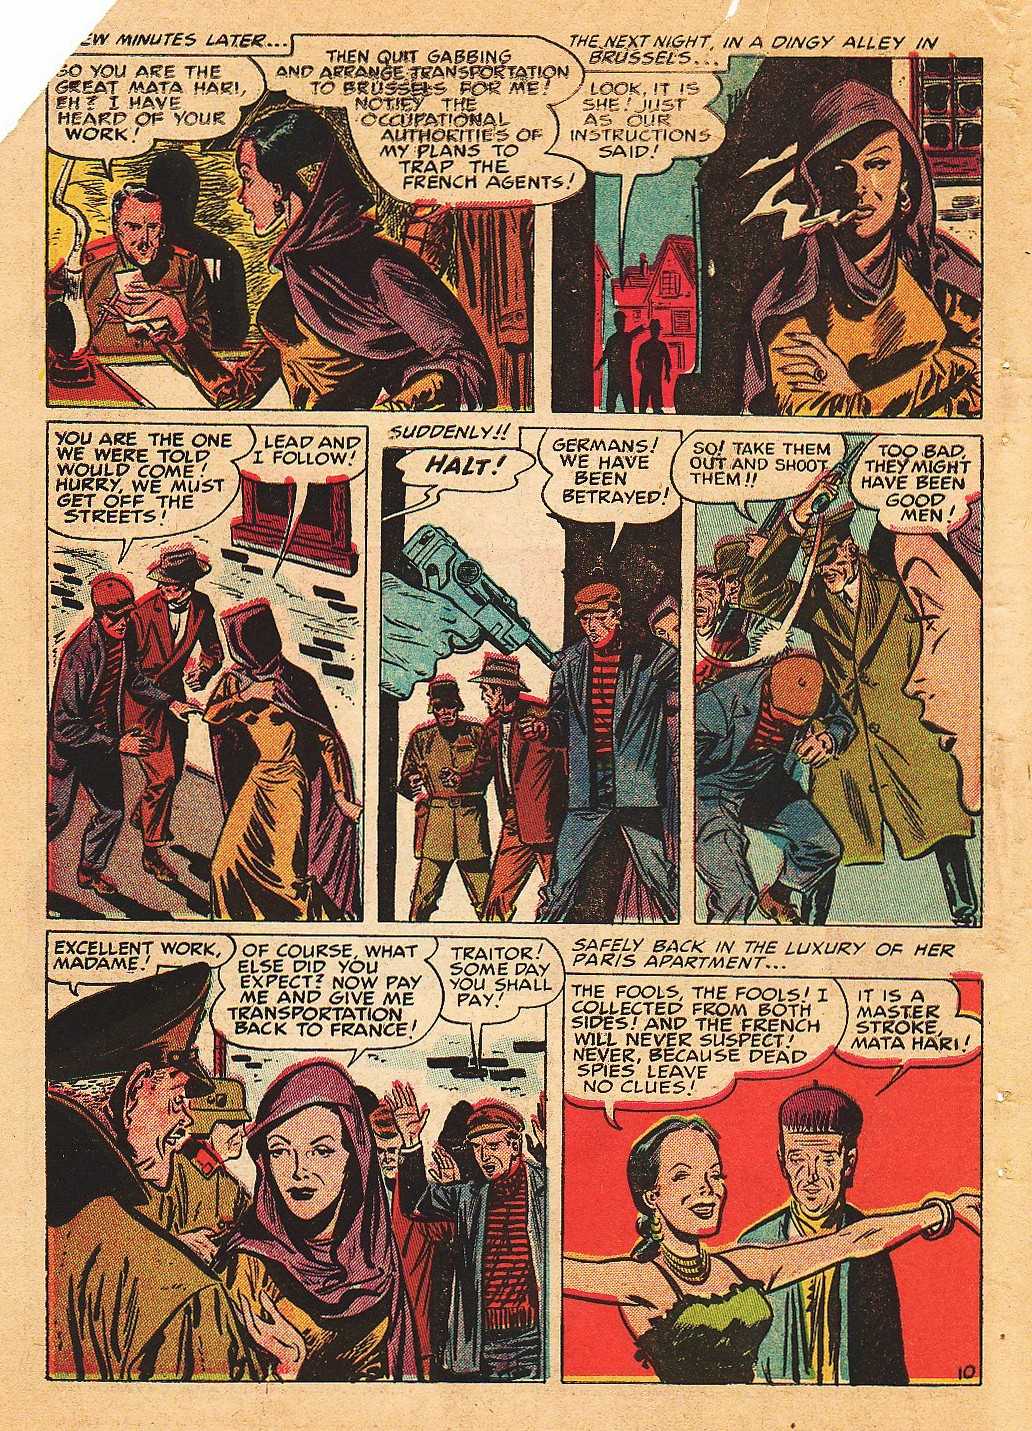 EW MINUTES LATER...
SO YOU ARE THE
GREAT MATA HARI,
EH? I HAVE
HEARD OF YOUR
WORK!
THEN QUIT GABBING
AND ARRANGE TRANSPORTATION
TO BRUSSELS FOR ME!
NOTIFY THE
OCCUPATIONAL
AUTHORITIES OF
MY PLANS TO
TRAP THE
FRENCH AGENTS!
THE NEXT NIGHT, IN A DINGY ALLEY IN
BRUSSELS...
LOOK, IT IS
SHE! JUST
AS OUR
INSTRUCTIONS
SAID!
YOU ARE THE ONE
WE WERE TOLD
WOULD COME!
HURRY, WE MUST
GET OFF THE
STREETS!
LEAD AND
I FOLLOW!
SUDDENLY!!
HALT!
GERMANS!
WE HAVE
BEEN
BETRAYED!
SO! TAKE THEM
OUT AND SHOOT
THEM!!
TOO BAD,
THEY MIGHT
HAVE BEEN
GOOD
MEN!
EXCELLENT WORK,
MADAME!
OF COURSE, WHAT
ELSE DID YOU
EXPECT? NOW PAY
ME AND GIVE ME
TRANSPORTATION
BACK TO FRANCE!
TRAITOR!
SOME DAY
YOU SHALL
PAY!
SAFELY BACK IN THE LUXURY OF HER
PARIS APARTMENT...
THE FOOLS, THE FOOLS! I
COLLECTED FROM BOTH
SIDES! AND THE FRENCH
WILL NEVER SUSPECT!
NEVER, BECAUSE DEAD
SPIES LEAVE
NO CLUES!
IT IS A
MASTER
STROKE,
MATA HARI!
10